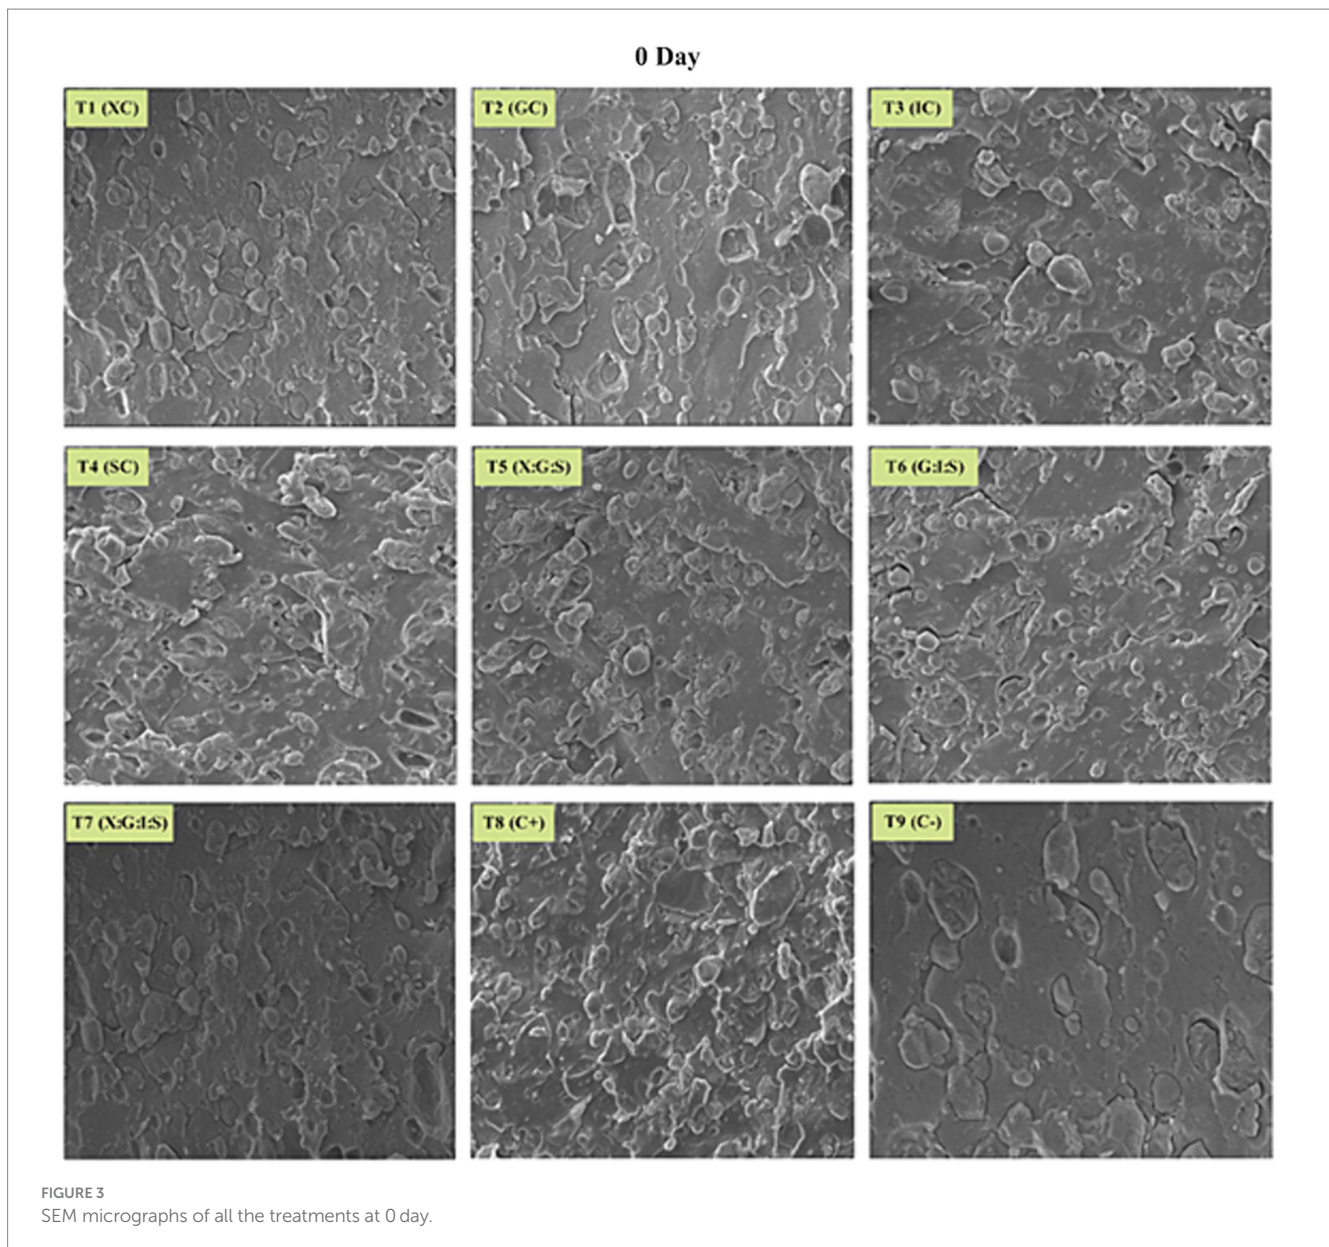 0 Day
T1 (XC)
T2 (GC)
T3 (IC)
T4 (SC)
T5 (X:G:S)
T6 (G:I:S)
T7 (X:G:I:S)
T8 (C+)
T9 (C-)
FIGURE 3
SEM micrographs of all the treatments at 0 day.